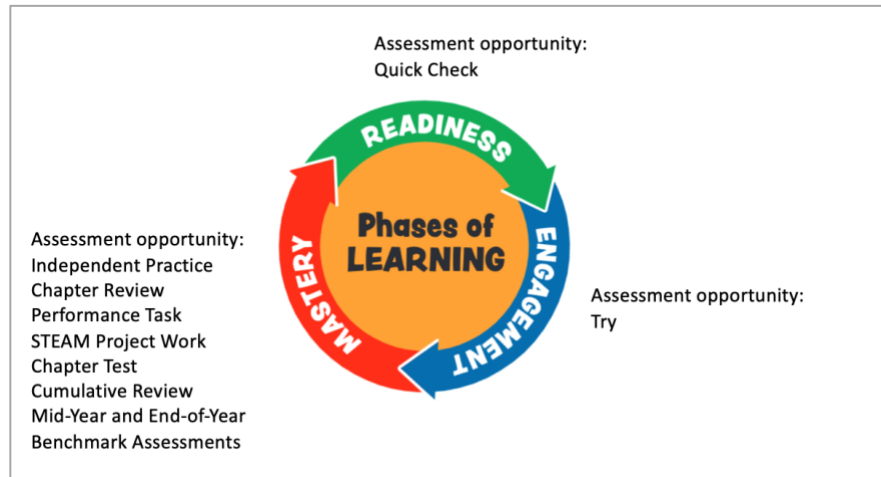 Assessment opportunity:
Quick Check
READINESS
Phases of
LEARNING
ENGAGEMENT
MASTERY
Assessment opportunity:
Try
Assessment opportunity:
Independent Practice
Chapter Review
Performance Task
STEAM Project Work
Chapter Test
Cumulative Review
Mid-Year and End-of-Year
Benchmark Assessments